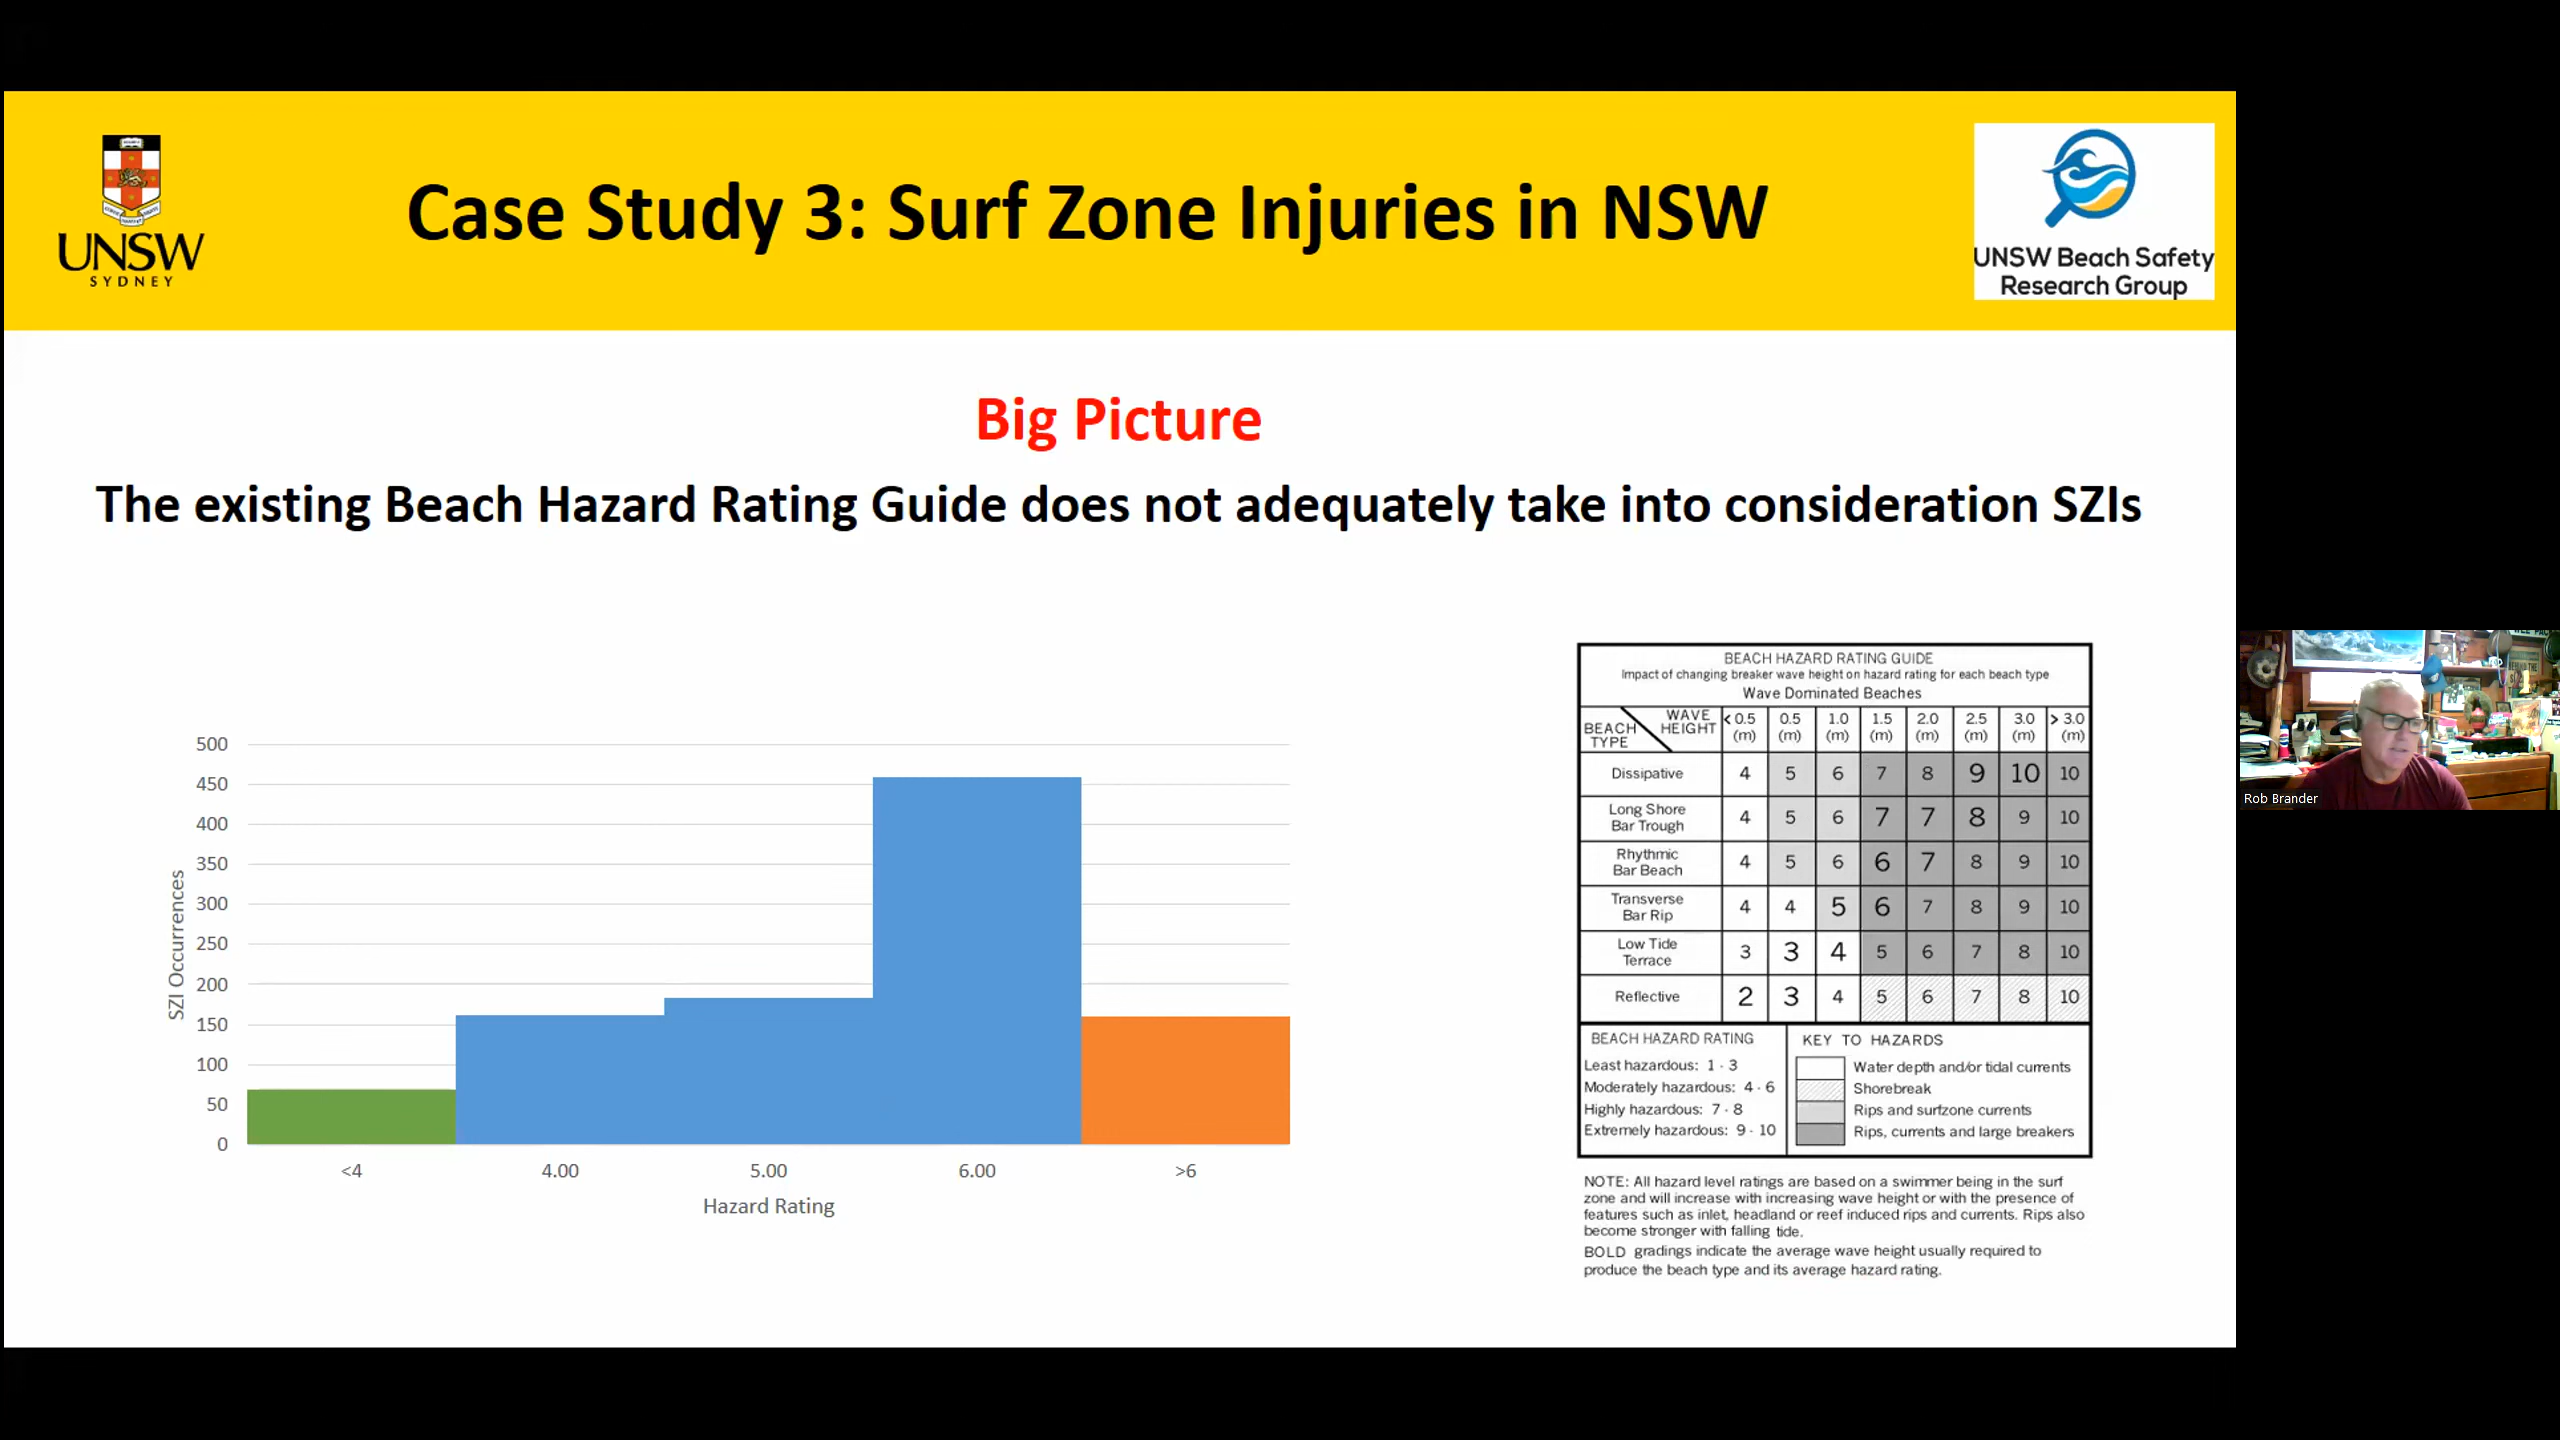 UNSW
SYDNEY
Case Study 3: Surf Zone Injuries in NSW
UNSW Beach Safety
Research Group
Big Picture
The existing Beach Hazard Rating Guide does not adequately take into consideration SZIs
500
450
400
350
300
250
200
150
100
50
0
SZI Occurrences
<4 4.00 5.00 6.00 >6
Hazard Rating
BEACH HAZARD RATING GUIDE
Impact of changing breaker wave height on hazard rating for each beach type
Wave Dominated Beaches
BEACH TYPE WAVE HEIGHT <0.5 (m) 0.5 (m) 1.0 (m) 1.5 (m) 2.0 (m) 2.5 (m) 3.0 (m) >3.0 (m)
Dissipative 4 5 6 7 8 9 10 10
Long Shore Bar Trough 4 5 6 7 7 8 9 10
Rhythmic Bar Beach 4 5 6 6 7 8 9 10
Transverse Bar Rip 4 4 5 6 7 8 9 10
Low Tide Terrace 3 3 4 5 6 7 8 10
Reflective 2 3 4 5 6 7 8 10
BEACH HAZARD RATING
Least hazardous: 1 - 3
Moderately hazardous: 4 - 6
Highly hazardous: 7 - 8
Extremely hazardous: 9 - 10
KEY TO HAZARDS
Water depth and/or tidal currents
Shorebreak
Rips and surfzone currents
Rips, currents and large breakers
NOTE: All hazard level ratings are based on a swimmer being in the surf
zone and will increase with increasing wave height or with the presence of
features such as inlet, headland or reef induced rips and currents. Rips also
become stronger with falling tide.
BOLD gradings indicate the average wave height usually required to
produce the beach type and its average hazard rating.
Rob Brander